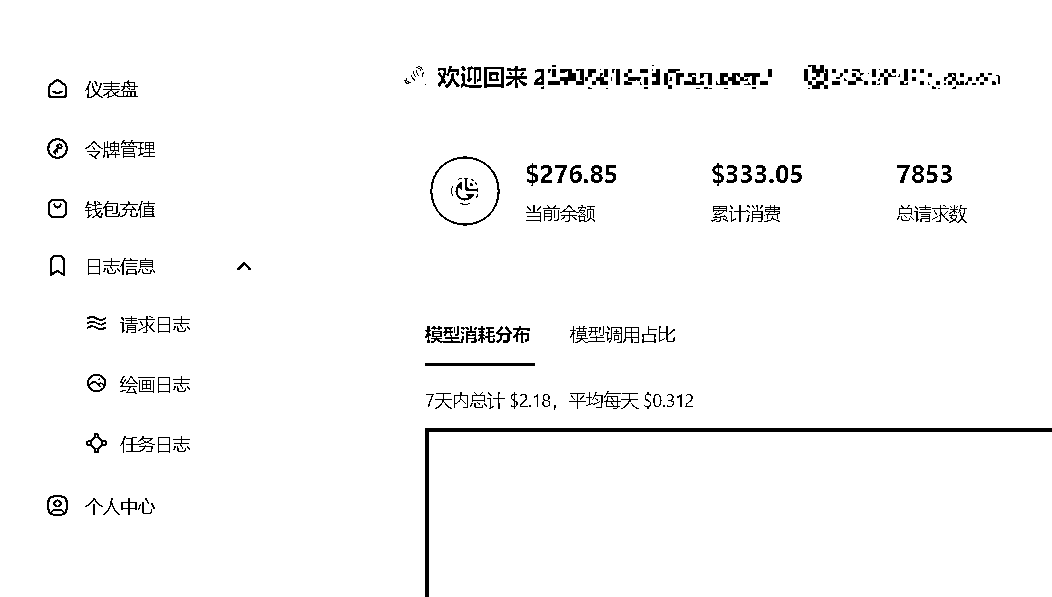 仪表盘
令牌管理
钱包充值
日志信息
请求日志
绘画日志
任务日志
个人中心
欢迎回来
$276.85
当前余额
$333.05
累计消费
7853
总请求数
模型消耗分布
模型调用占比
7天内总计 $2.18，平均每天 $0.312